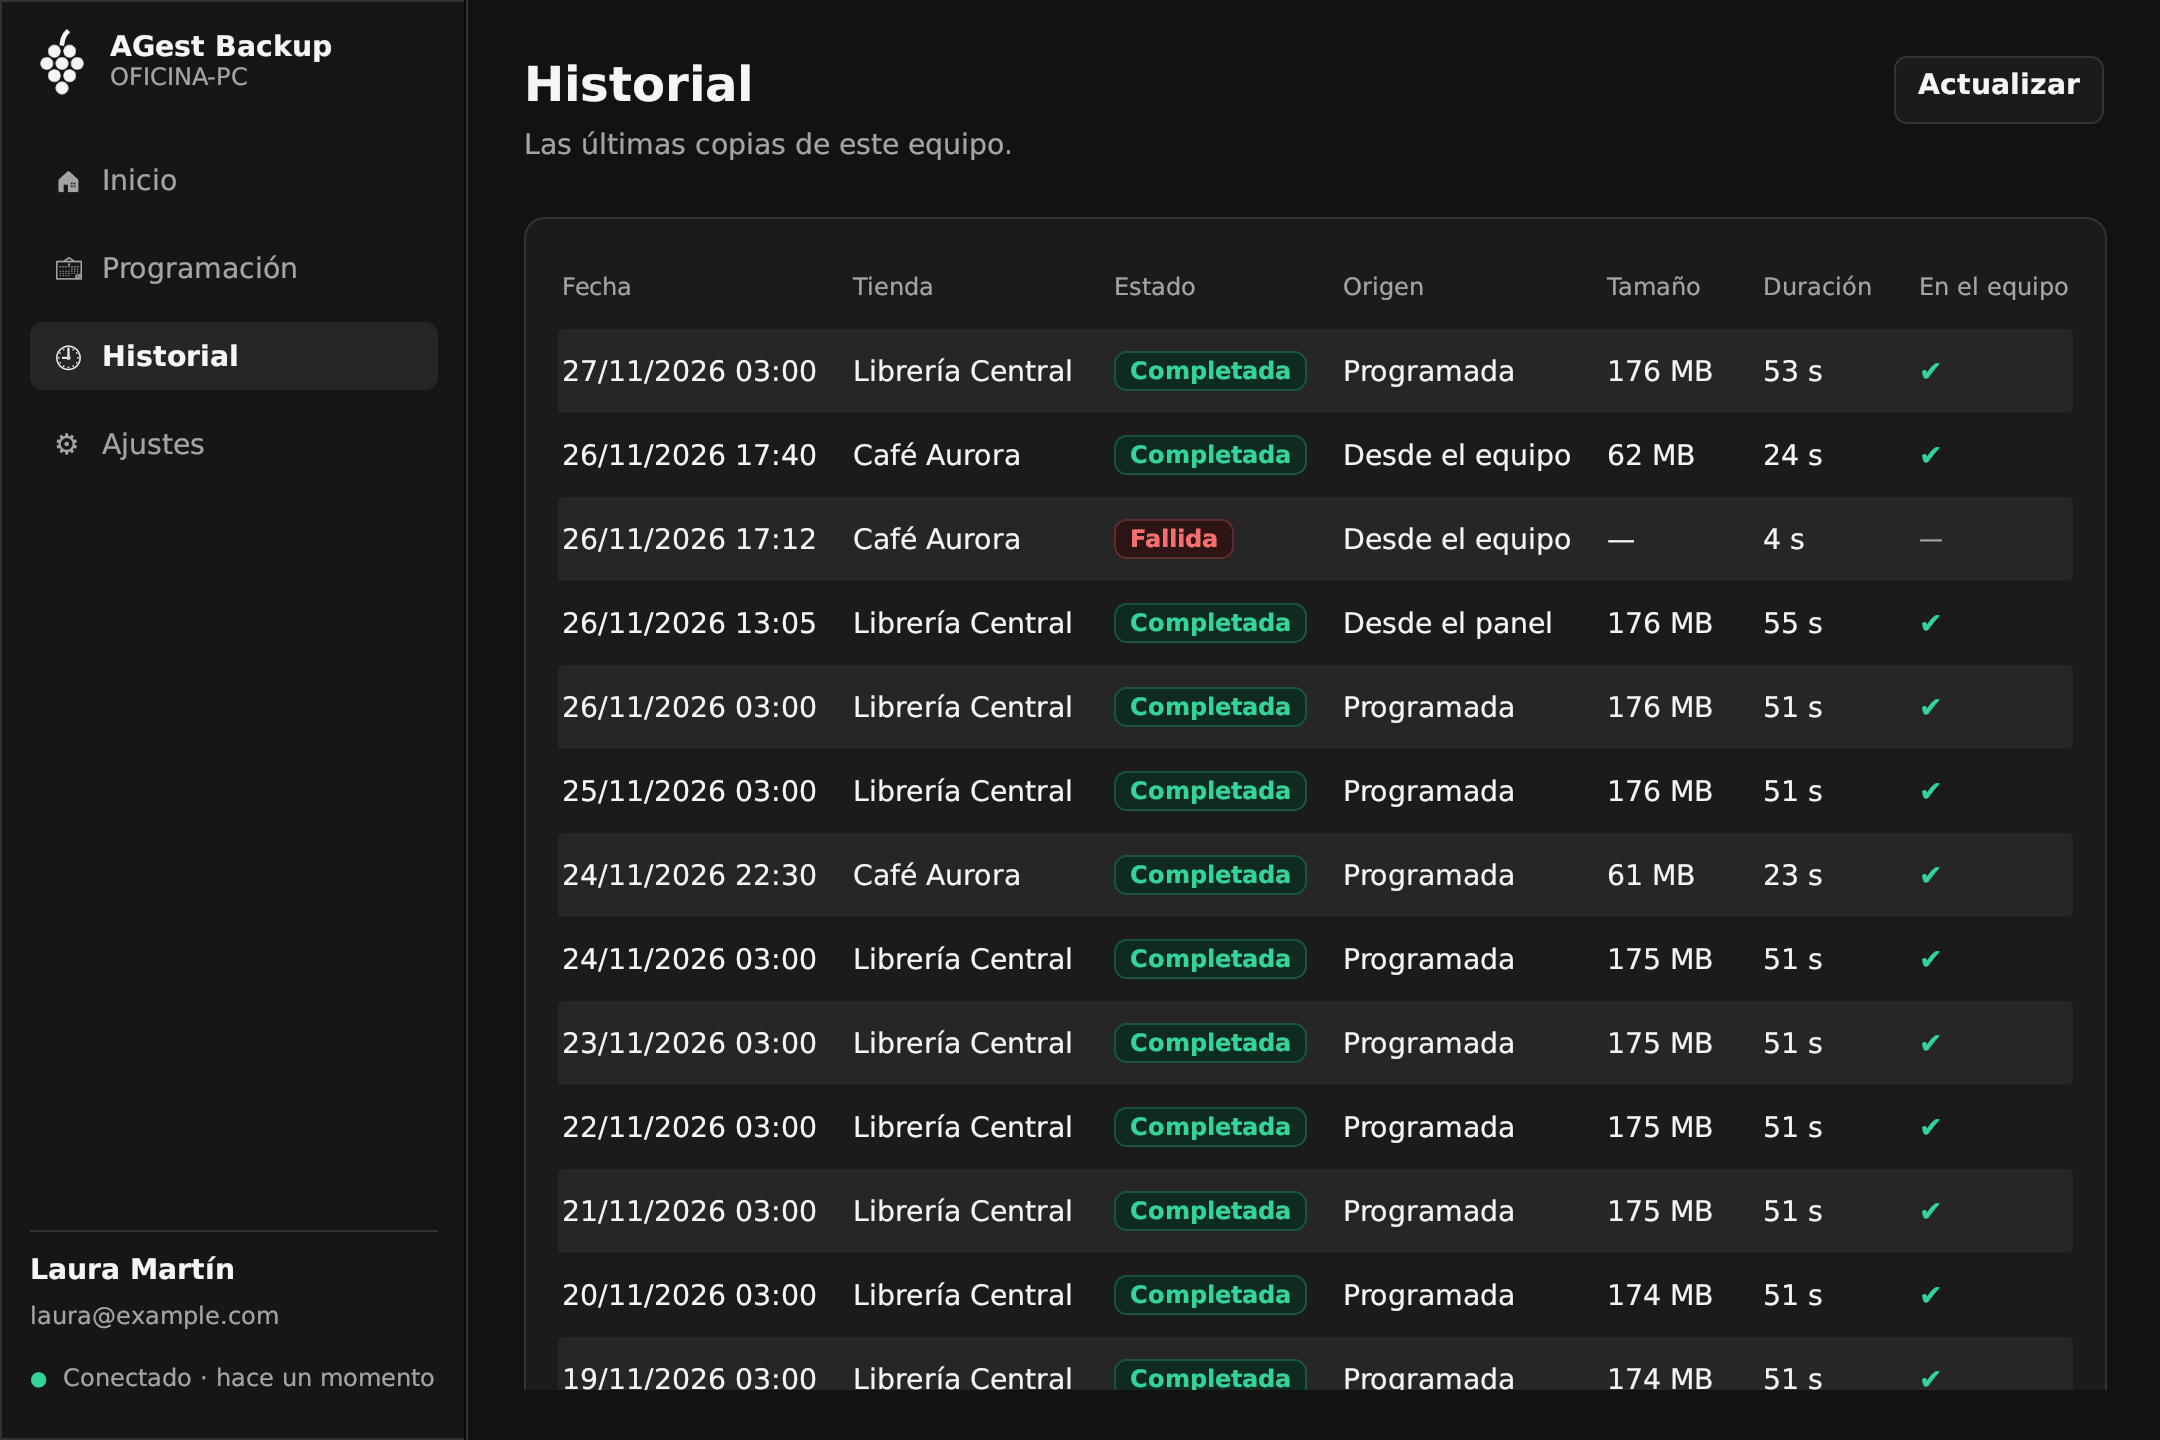 AGest Backup
OFICINA-PC
Inicio
Programación
Historial
Ajustes
Laura Martín
laura@example.com
Conectado · hace un momento
Historial
Actualizar
Las últimas copias de este equipo.
Fecha Tienda Estado Origen Tamaño Duración En el equipo
27/11/2026 03:00 Librería Central Completada Programada 176 MB 53 s ✔
26/11/2026 17:40 Café Aurora Completada Desde el equipo 62 MB 24 s ✔
26/11/2026 17:12 Café Aurora Fallida Desde el equipo — 4 s —
26/11/2026 13:05 Librería Central Completada Desde el panel 176 MB 55 s ✔
26/11/2026 03:00 Librería Central Completada Programada 176 MB 51 s ✔
25/11/2026 03:00 Librería Central Completada Programada 176 MB 51 s ✔
24/11/2026 22:30 Café Aurora Completada Programada 61 MB 23 s ✔
24/11/2026 03:00 Librería Central Completada Programada 175 MB 51 s ✔
23/11/2026 03:00 Librería Central Completada Programada 175 MB 51 s ✔
22/11/2026 03:00 Librería Central Completada Programada 175 MB 51 s ✔
21/11/2026 03:00 Librería Central Completada Programada 175 MB 51 s ✔
20/11/2026 03:00 Librería Central Completada Programada 174 MB 51 s ✔
19/11/2026 03:00 Librería Central Completada Programada 174 MB 51 s ✔